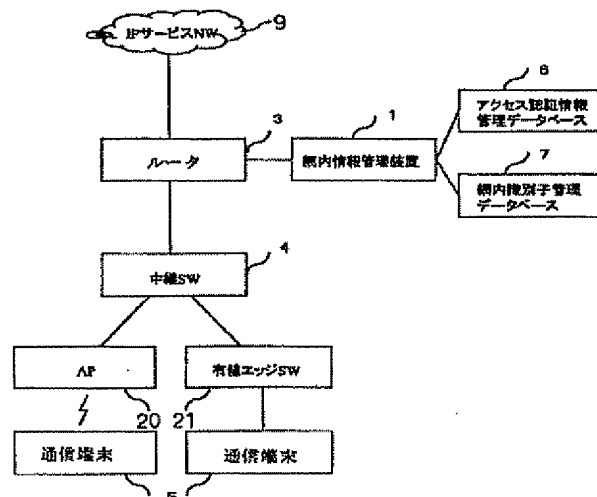 IPサービスNW
9
3
1
6
ルータ
網内情報管理装置
アクセス認証情報
管理データベース
7
網内識別子管理
データベース
4
中継SW
AP
有線エッジSW
20
21
通信端末
通信端末
5